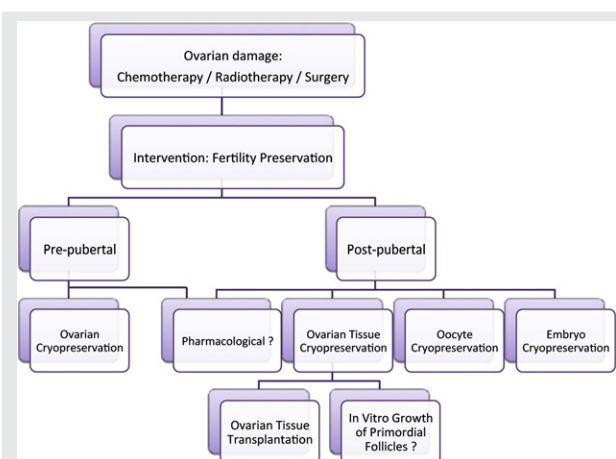 Ovarian damage:
Chemotherapy / Radiotherapy / Surgery
Intervention: Fertility Preservation
Pre-pubertal
Post-pubertal
Ovarian
Cryopreservation
Pharmacological ?
Ovarian Tissue
Cryopreservation
Oocyte
Cryopreservation
Embryo
Cryopreservation
Ovarian Tissue
Transplantation
In Vitro Growth
of Primordial
Follicles ?